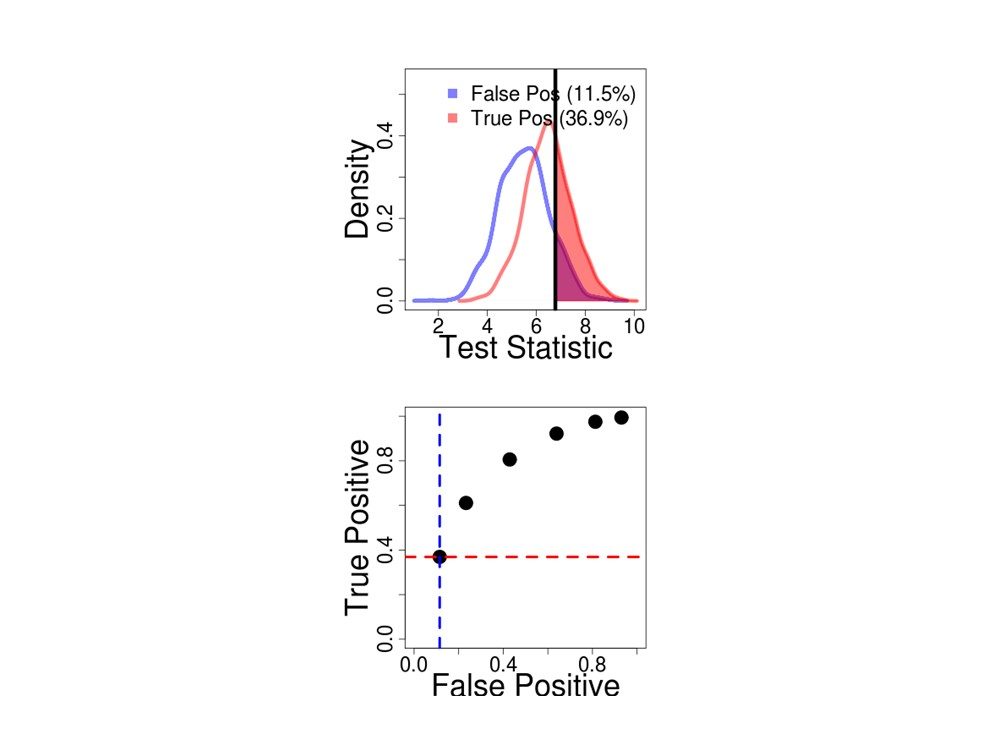 False Pos (11.5%)
True Pos (36.9%)
Density
0.0 0.2 0.4
2 4 6 8 10
Test Statistic
True Positive
0.0 0.4 0.8
0.0 0.4 0.8
False Positive